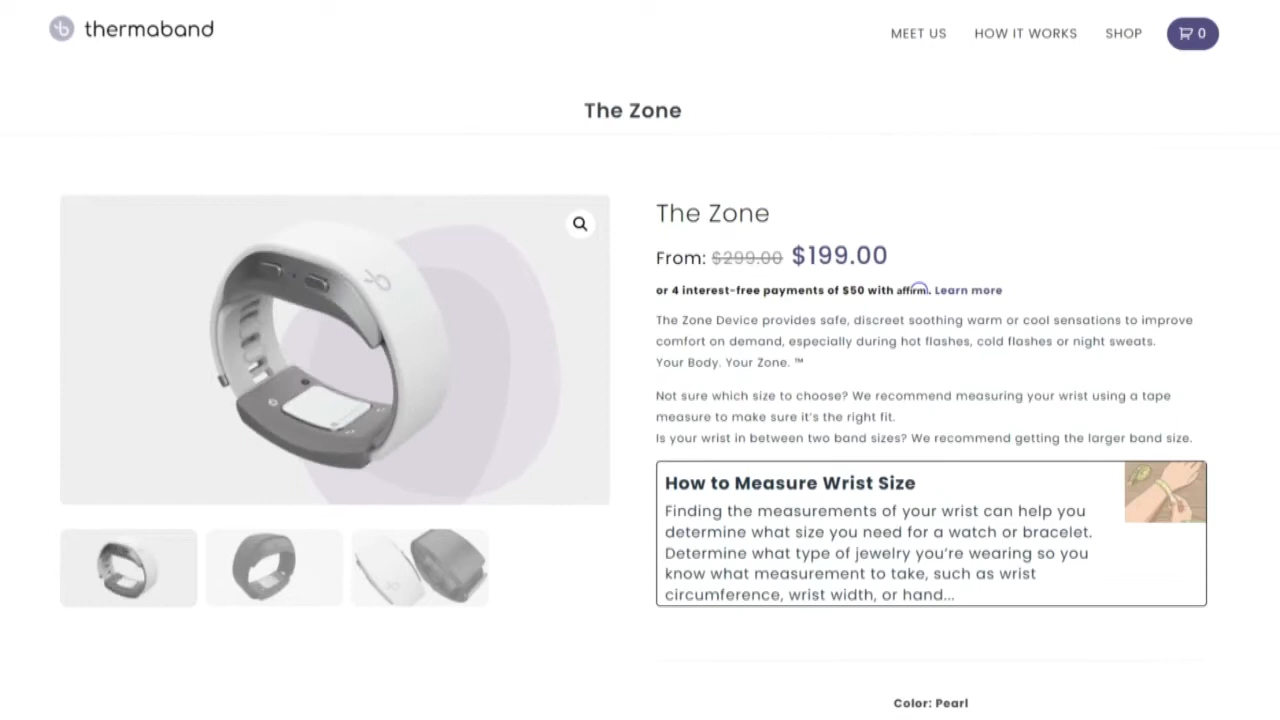 thermaband
MEET US
HOW IT WORKS
SHOP
0
The Zone
The Zone
From: $299.00 $199.00
or 4 interest-free payments of $50 with affirm. Learn more
The Zone Device provides safe, discreet soothing warm or cool sensations to improve
comfort on demand, especially during hot flashes, cold flashes or night sweats.
Your Body. Your Zone. ™
Not sure which size to choose? We recommend measuring your wrist using a tape
measure to make sure it's the right fit.
Is your wrist in between two band sizes? We recommend getting the larger band size.
How to Measure Wrist Size
Finding the measurements of your wrist can help you
determine what size you need for a watch or bracelet.
Determine what type of jewelry you're wearing so you
know what measurement to take, such as wrist
circumference, wrist width, or hand...
Color: Pearl